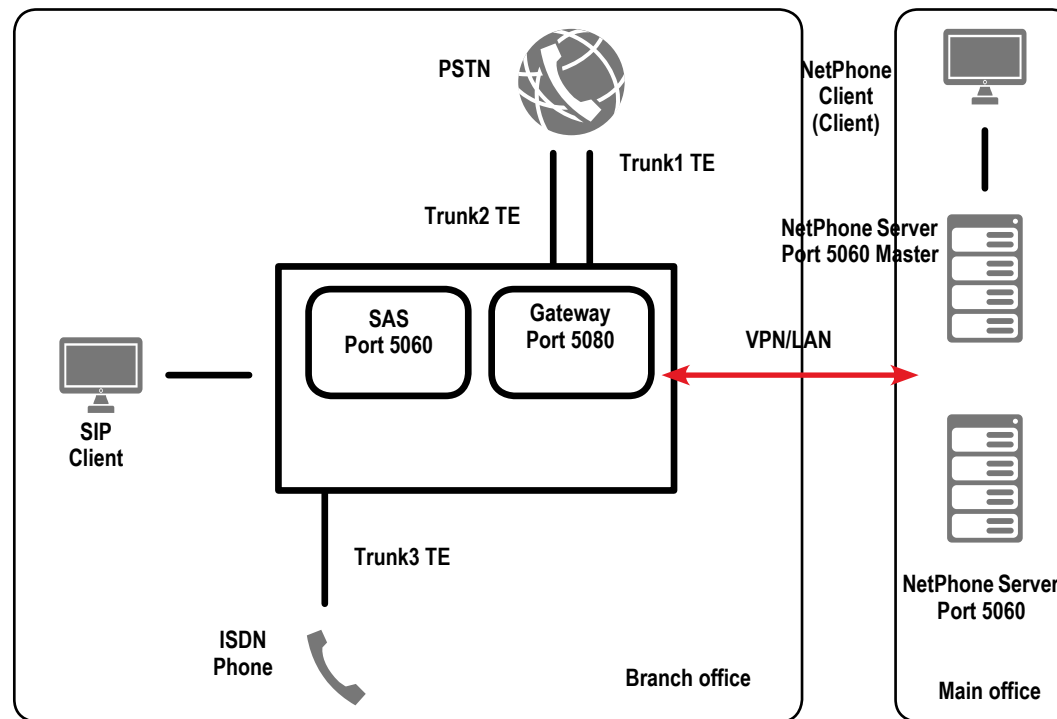 PSTN
NetPhone
Client
(Client)
Trunk1 TE
Trunk2 TE
NetPhone Server
Port 5060 Master
SAS
Port 5060
Gateway
Port 5080
VPN/LAN
SIP
Client
Trunk3 TE
NetPhone Server
Port 5060
ISDN
Phone
Branch office
Main office